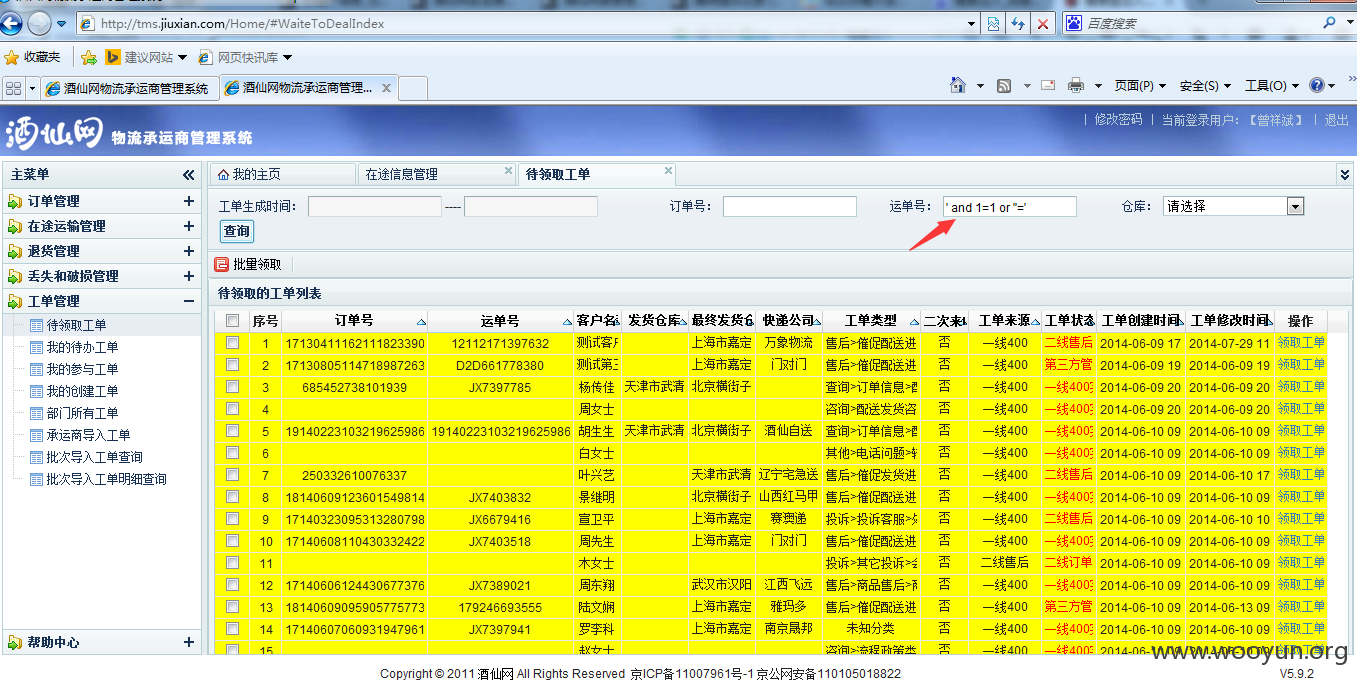 http://tms.jiuxian.com/Home/#WaiteToDealIndex 百度搜索
收藏夹 建议网站 网页快讯库
酒仙网物流承运商管理系统 酒仙网物流承运商管理... 页面(P) 安全(S) 工具(O)
酒仙网 物流承运商管理系统 | 修改密码 | 当前登录用户：【曾祥斌】 | 退出
主菜单 我的主页 在途信息管理 待领取工单
订单管理 工单生成时间： ---- 订单号： 运单号： ' and 1=1 or ''=' 仓库： 请选择
在途运输管理 查询
退货管理 批量领取
丢失和破损管理
工单管理 待领取的工单列表
待领取工单
我的待办工单
我的参与工单
我的创建工单
部门所有工单
承运商导入工单
批次导入工单查询
批次导入工单明细查询
帮助中心
序号 订单号 运单号 客户名 发货仓库 最终发货仓 快递公司 工单类型 二次来 工单来源 工单状态 工单创建时间 工单修改时间 操作
1 17130411162111823390 12112171397632 测试客 上海市嘉定 万象物流 售后>催促配送进 否 一线400 二线售后 2014-06-09 17 2014-07-29 11 领取工单
2 17130805114718987263 D2D661778380 测试第三 上海市嘉定 门对门 售后>催促配送进 否 一线400 第三方管 2014-06-09 19 2014-06-09 19 领取工单
3 685452738101939 JX7397785 杨传佳 天津市武清 北京横街子 查询>订单信息>配 否 一线400 一线400 2014-06-09 20 2014-06-09 20 领取工单
4 周女士 咨询>配送发货咨 否 一线400 一线400 2014-06-09 20 2014-06-09 20 领取工单
5 19140223103219625986 19140223103219625986 胡生生 天津市武清 北京横街子 酒仙自送 查询>订单信息>配 否 一线400 一线400 2014-06-10 09 2014-06-10 09 领取工单
6 白女士 其他>电话问题>专 否 一线400 一线400 2014-06-10 09 2014-06-10 09 领取工单
7 250332610076337 叶兴艺 天津市武清 辽宁宅急送 售后>催促发货进 否 一线400 二线售后 2014-06-10 09 2014-06-10 17 领取工单
8 18140609123601549814 JX7403832 景继明 北京横街子 山西红马甲 售后>催促配送进 否 一线400 一线400 2014-06-10 09 2014-06-10 09 领取工单
9 17140323095313280798 JX6679416 宣卫平 上海市嘉定 赛澳递 投诉>投诉客服> 否 一线400 二线售后 2014-06-10 09 2014-06-10 10 领取工单
10 17140608110430332422 JX7403518 周先生 上海市嘉定 门对门 售后>催促配送进 否 一线400 一线400 2014-06-10 09 2014-06-10 09 领取工单
11 木女士 投诉>其它投诉> 否 二线售后 二线订单 2014-06-10 09 2014-06-10 09 领取工单
12 17140606124430677376 JX7389021 周东翔 武汉市汉阳 江西飞远 售后>商品售后> 否 一线400 一线400 2014-06-10 09 2014-06-10 09 领取工单
13 18140609095905775773 179246693555 陆文娴 上海市嘉定 雅玛多 售后>催促配送进 否 一线400 第三方管 2014-06-10 09 2014-06-13 09 领取工单
14 17140607060931947961 JX7397941 罗李科 上海市嘉定 南京晟邦 未知分类 否 一线400 一线400 2014-06-10 09 2014-06-10 09 领取工单
15 赵女士 咨询>流程政策类 否 一线400 一线400 2014-06-10 09 2014-06-10 09 领取工单
www.wooyun.org
Copyright © 2011 酒仙网 All Rights Reserved 京ICP备11007961号-1 京公网安备110105018822 V5.9.2